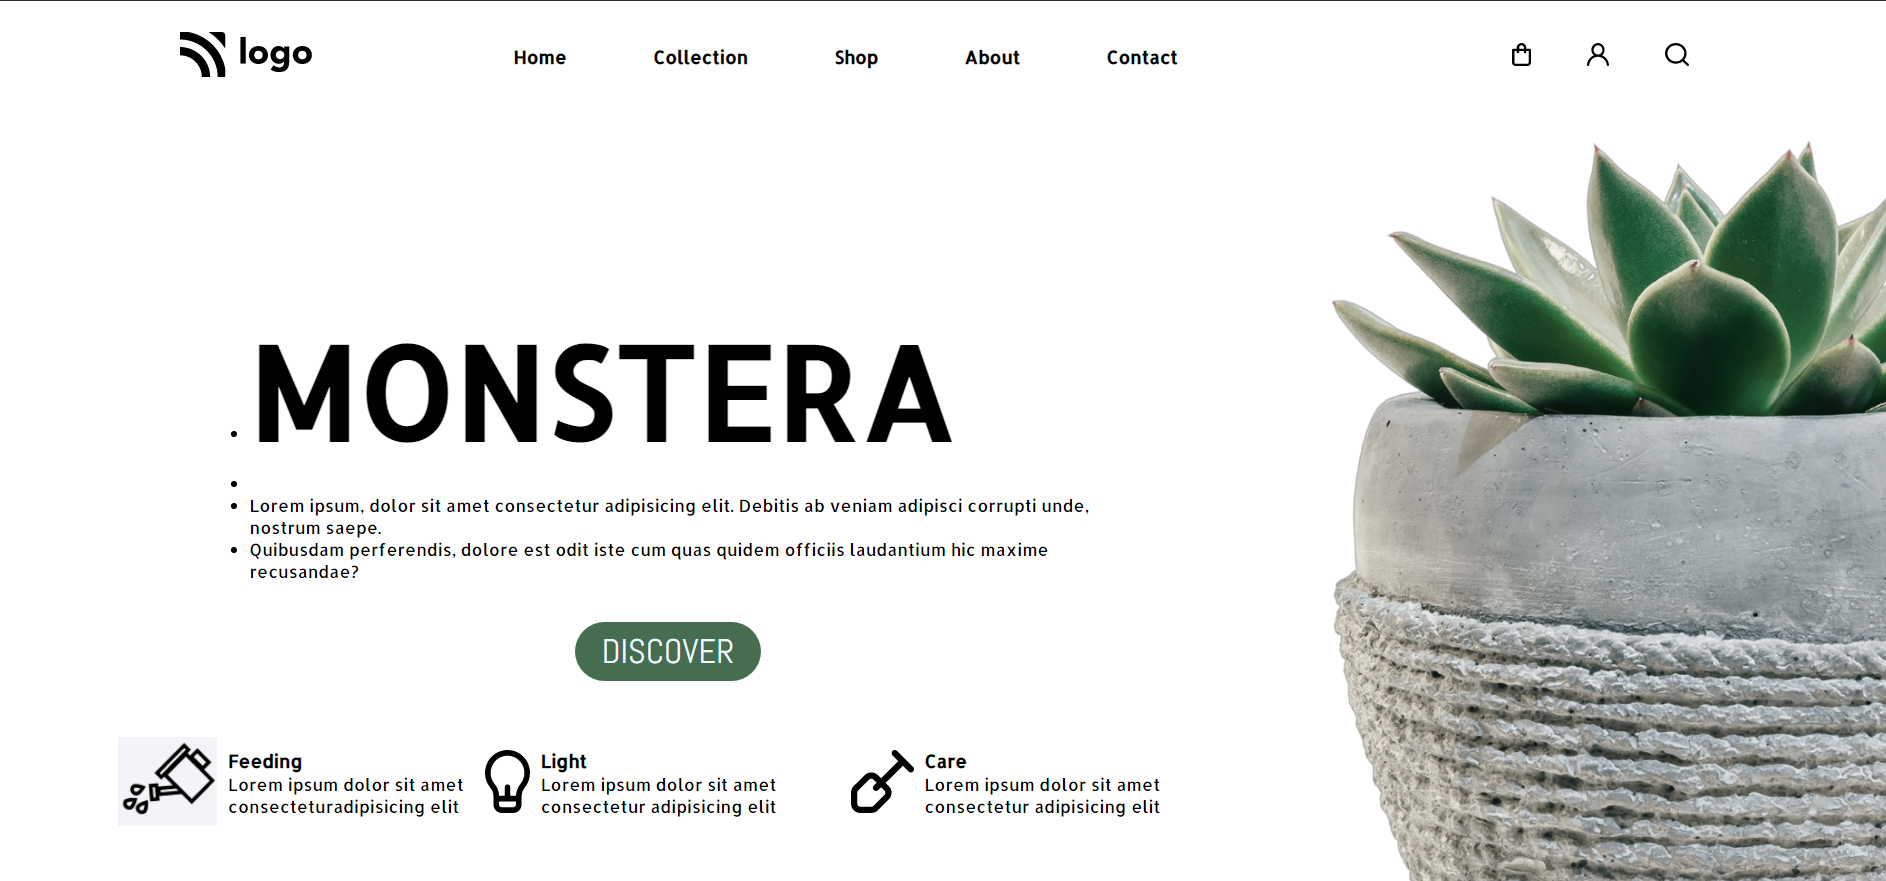 logo
Home Collection Shop About Contact
MONSTERA
Lorem ipsum, dolor sit amet consectetur adipisicing elit. Debitis ab veniam adipisci corrupti unde,
nostrum saepe.
Quibusdam perferendis, dolore est odit iste cum quas quidem officiis laudantium hic maxime
recusandae?
DISCOVER
Feeding
Lorem ipsum dolor sit amet
consecteturadipisicing elit
Light
Lorem ipsum dolor sit amet
consectetur adipisicing elit
Care
Lorem ipsum dolor sit amet
consectetur adipisicing elit